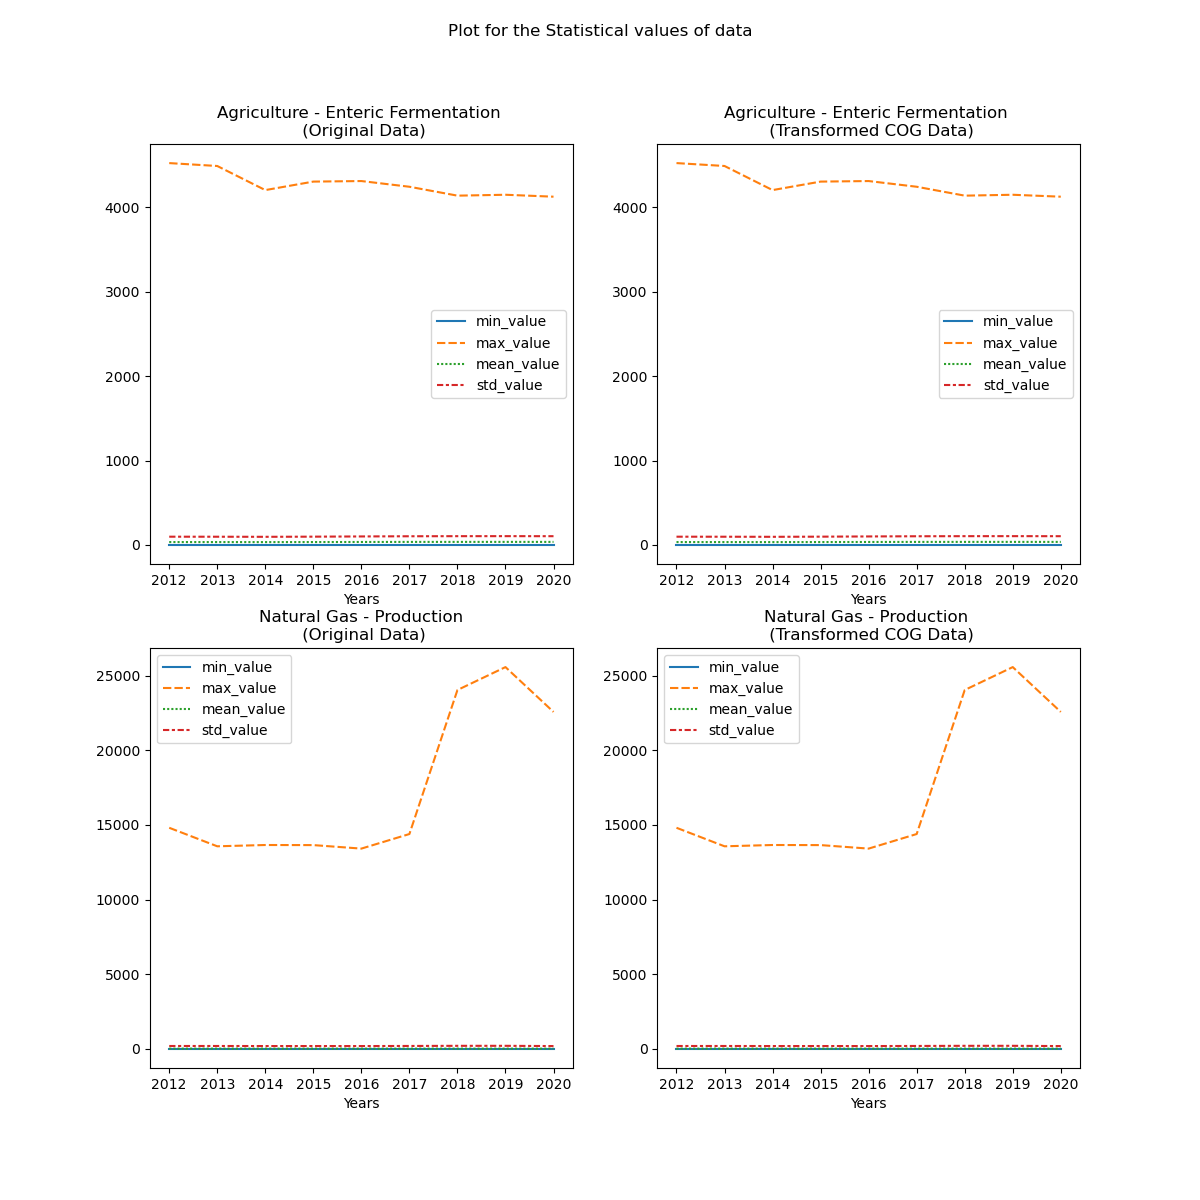 Plot for the Statistical values of data
Agriculture - Enteric Fermentation
(Original Data)
4000
3000
2000
1000
0
min_value
max_value
mean_value
std_value
2012 2013 2014 2015 2016 2017 2018 2019 2020
Years
Agriculture - Enteric Fermentation
(Transformed COG Data)
4000
3000
2000
1000
0
min_value
max_value
mean_value
std_value
2012 2013 2014 2015 2016 2017 2018 2019 2020
Years
Natural Gas - Production
(Original Data)
25000
20000
15000
10000
5000
0
min_value
max_value
mean_value
std_value
2012 2013 2014 2015 2016 2017 2018 2019 2020
Years
Natural Gas - Production
(Transformed COG Data)
25000
20000
15000
10000
5000
0
min_value
max_value
mean_value
std_value
2012 2013 2014 2015 2016 2017 2018 2019 2020
Years